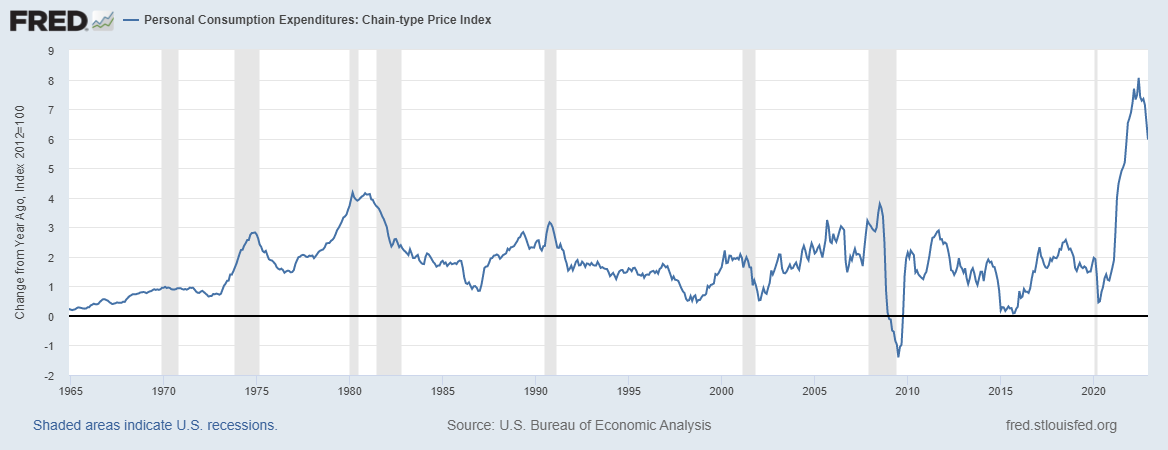 FRED
Personal Consumption Expenditures: Chain-type Price Index
Change from Year Ago, Index 2012=100
9
8
7
6
5
4
3
2
1
0
-1
-2
1965 1970 1975 1980 1985 1990 1995 2000 2005 2010 2015 2020
Shaded areas indicate U.S. recessions.
Source: U.S. Bureau of Economic Analysis
fred.stlouisfed.org